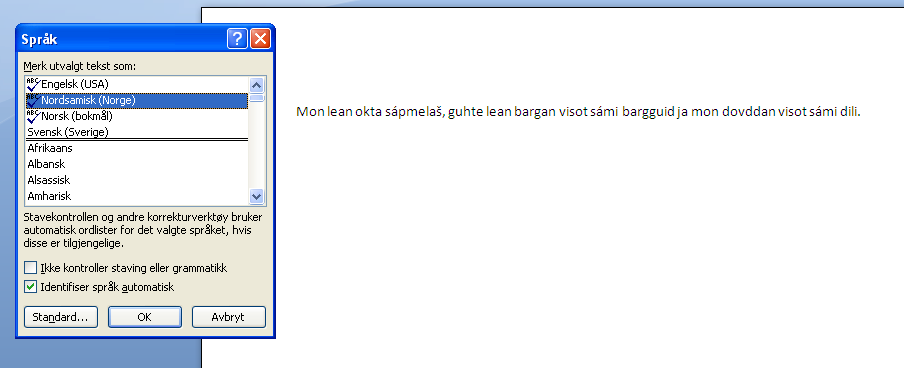 Språk
Merk utvalgt tekst som:
Engelsk (USA)
Nordsamisk (Norge)
Norsk (bokmål)
Svensk (Sverige)
Afrikaans
Albansk
Alsassisk
Amharisk
Stavekontrollen og andre korrekturverktøy bruker
automatisk ordlister for det valgte språket, hvis
disse er tilgjengelige.
Ikke kontroller staving eller grammatikk
Identifiser språk automatisk
Standard...
OK
Avbryt
Mon lean okta sápmelaš, guhte lean bargan visot sámi bargguid ja mon dovddan visot sámi dili.